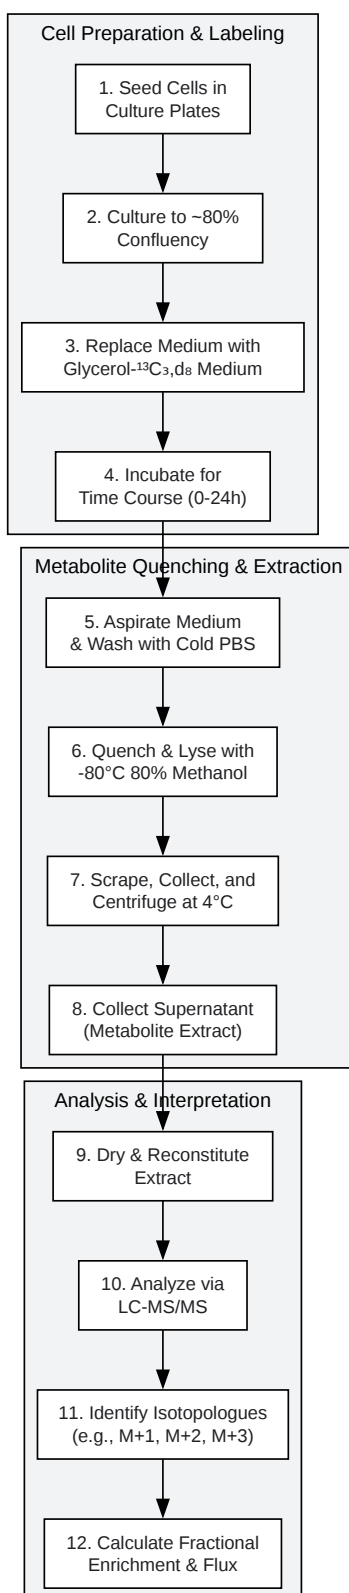 Cell Preparation & Labeling
1. Seed Cells in
Culture Plates
2. Culture to ~80%
Confluency
3. Replace Medium with
Glycerol-¹³C₃,d₈ Medium
4. Incubate for
Time Course (0-24h)
Metabolite Quenching & Extraction
5. Aspirate Medium
& Wash with Cold PBS
6. Quench & Lyse with
-80°C 80% Methanol
7. Scrape, Collect, and
Centrifuge at 4°C
8. Collect Supernatant
(Metabolite Extract)
Analysis & Interpretation
9. Dry & Reconstitute
Extract
10. Analyze via
LC-MS/MS
11. Identify Isotopologues
(e.g., M+1, M+2, M+3)
12. Calculate Fractional
Enrichment & Flux